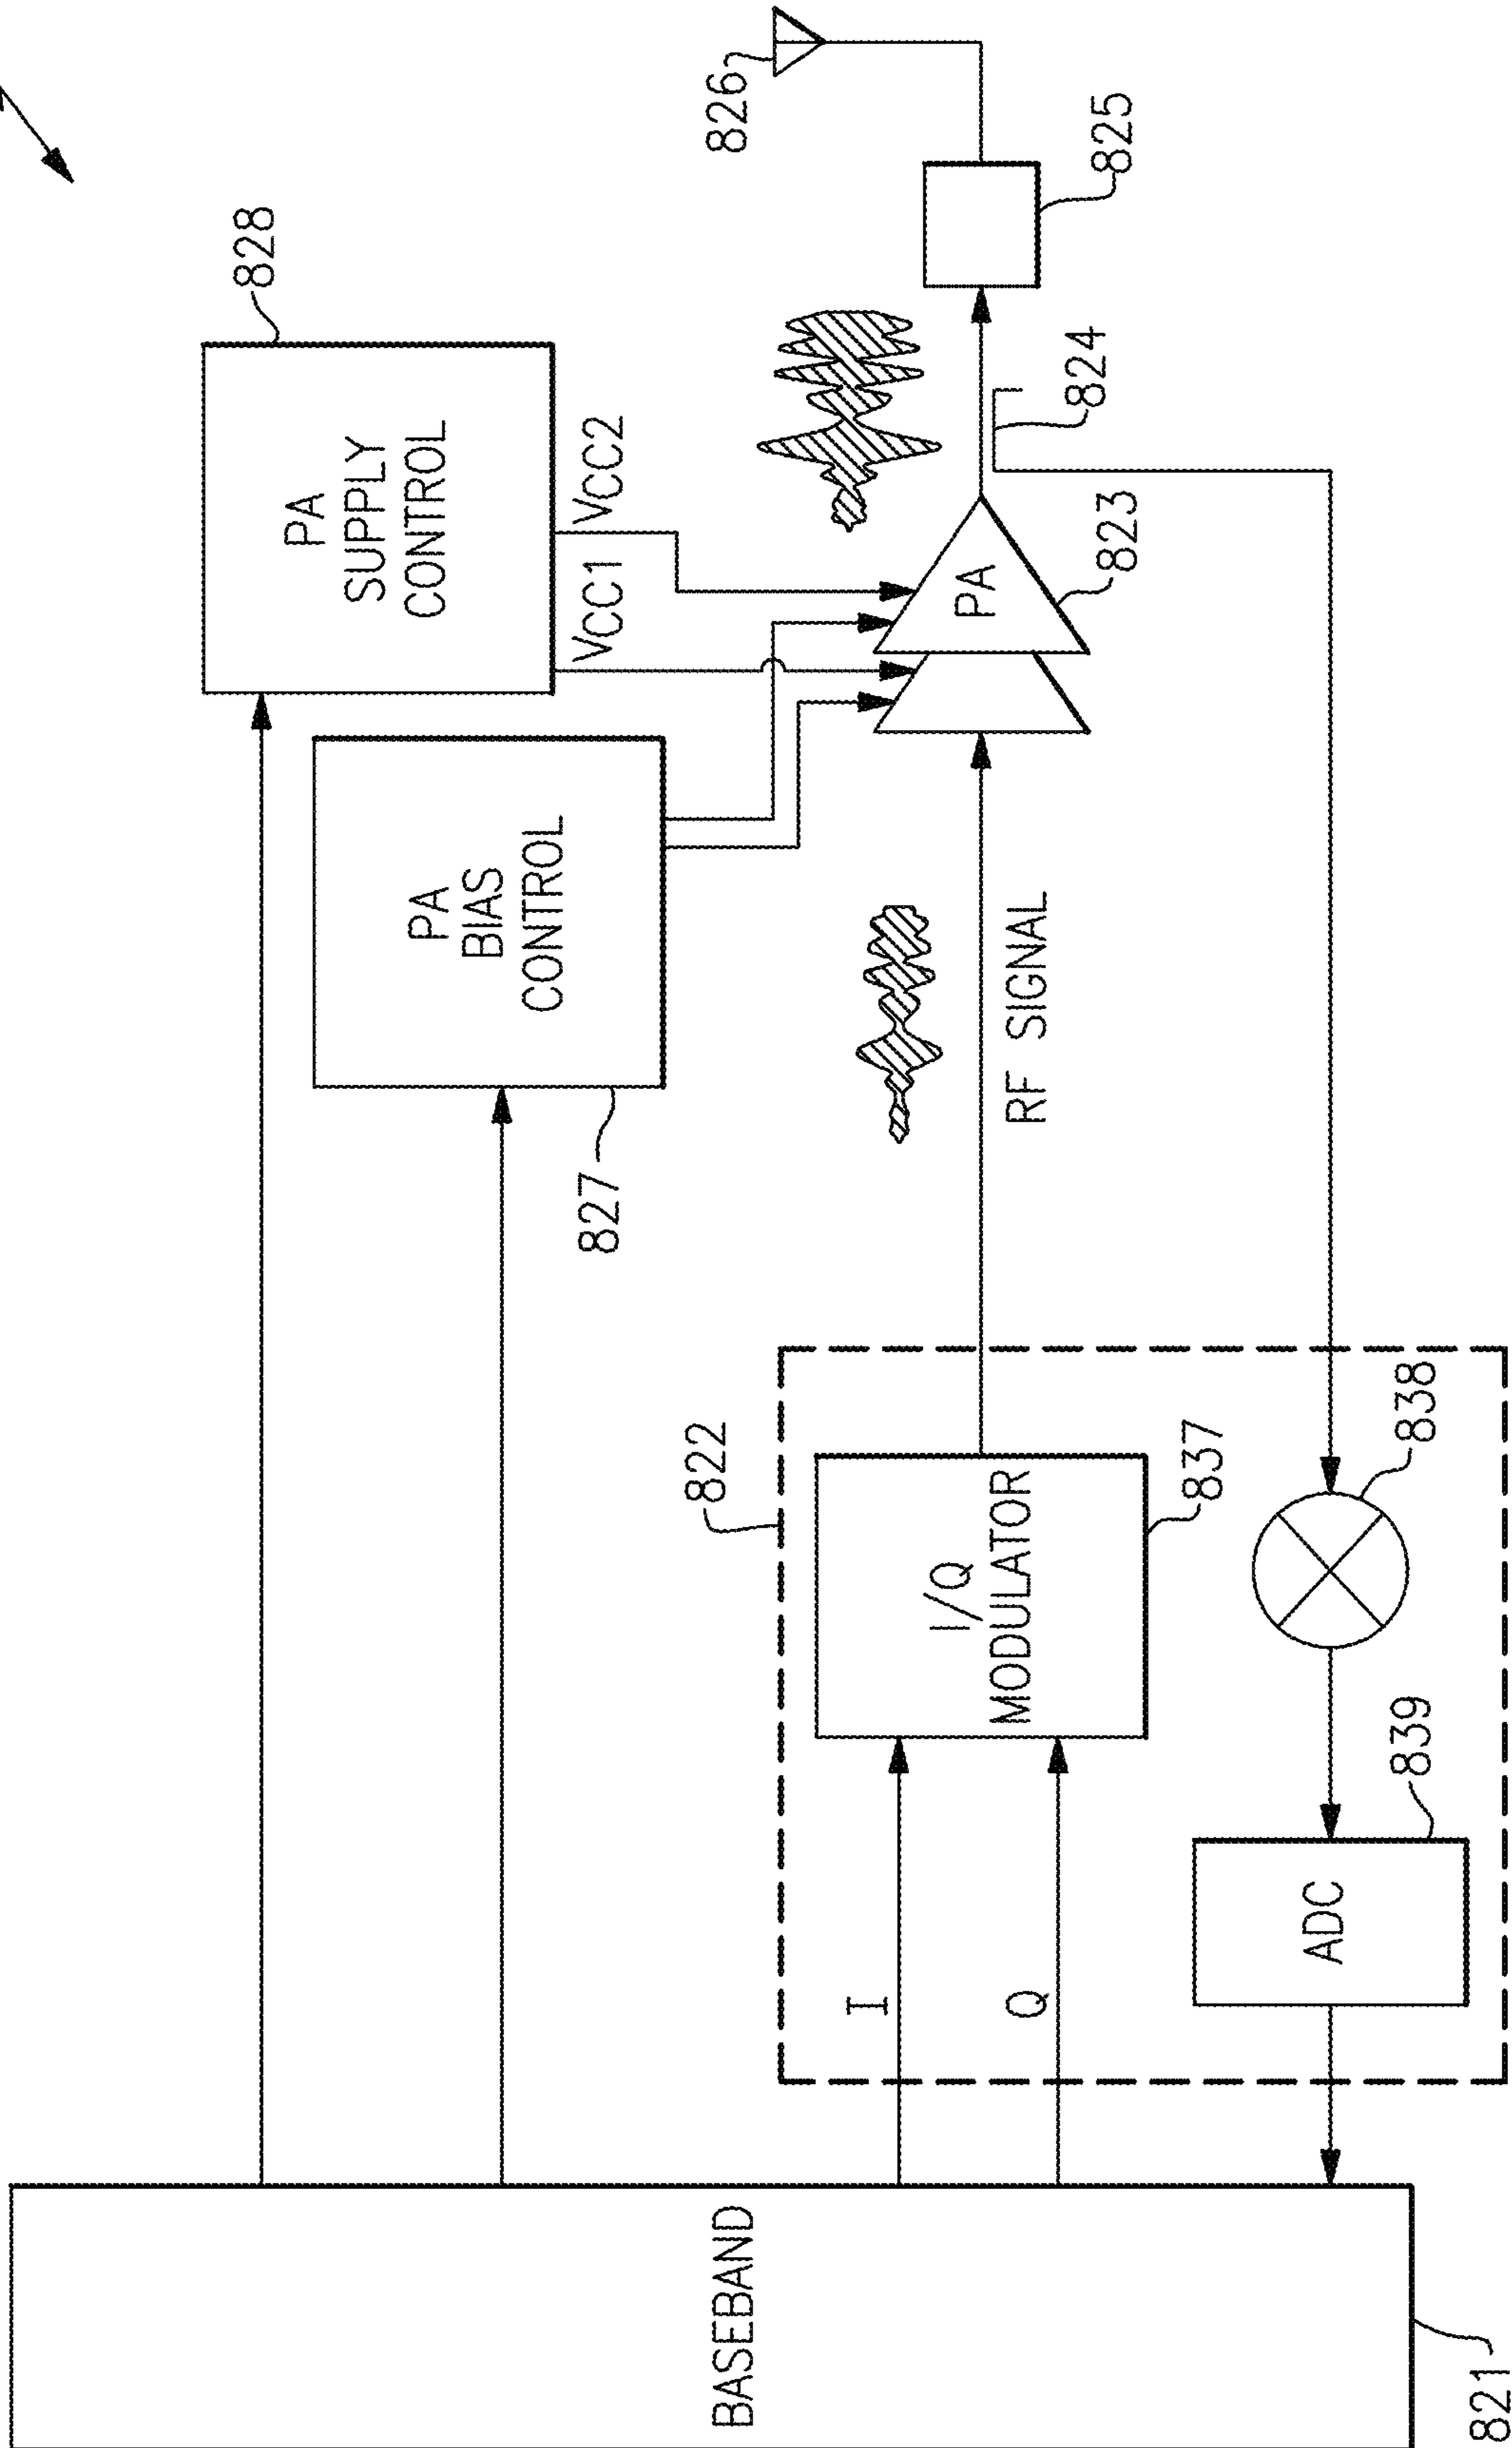 828
PA
SUPPLY
CONTROL
VCC1
VCC2
826
PA
BIAS
CONTROL
827
825
824
PA
823
RF SIGNAL
822
I/Q
MODULATOR
837
838
I
Q
ADC
839
BASEBAND
821